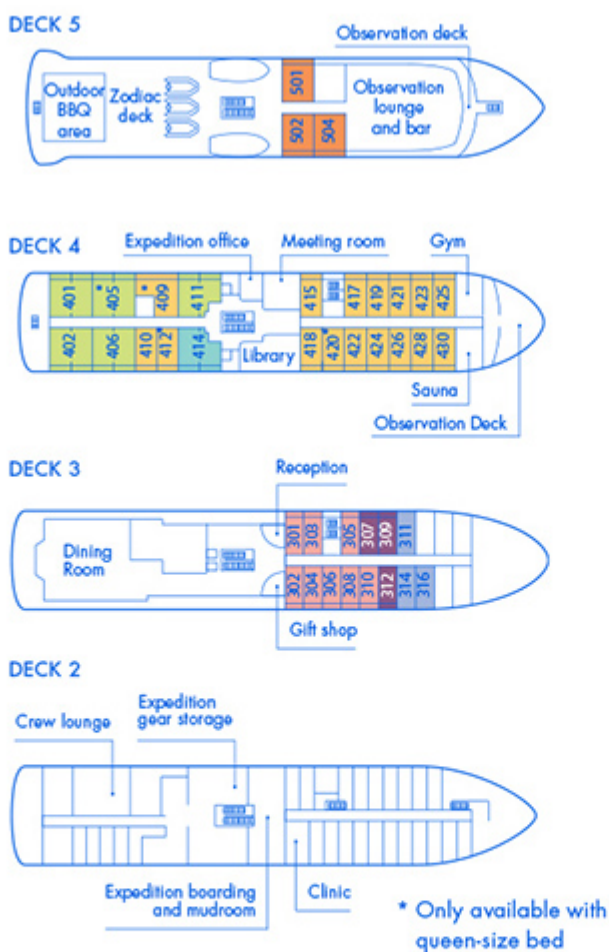 DECK 5
Observation deck
Outdoor
BBQ
area
Zodiac
deck
501
502
504
Observation
lounge
and bar
DECK 4
Expedition office
Meeting room
Gym
401
* 405
* 409
411
415
417
419
421
423
425
402
406
410
412 *
414
Library
418
420 *
422
424
426
428
430
Sauna
Observation Deck
DECK 3
Reception
Dining
Room
301
303
305
307
309
311
302
304
306
308
310
312
314
316
Gift shop
DECK 2
Crew lounge
Expedition
gear storage
Expedition boarding
and mudroom
Clinic
* Only available with
queen-size bed